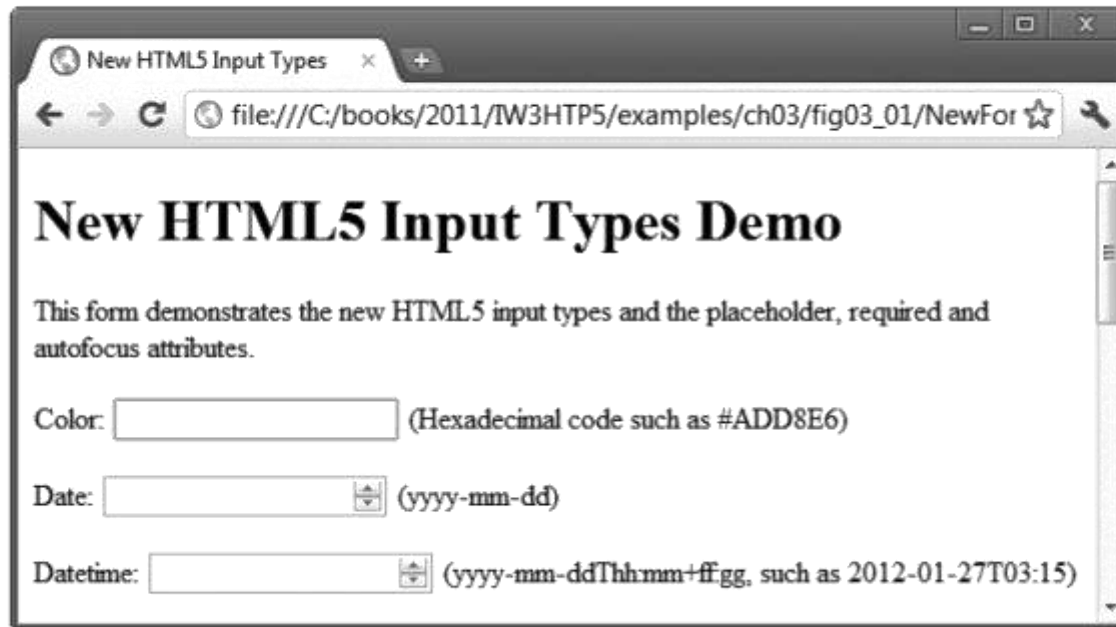 New HTML5 Input Types
file:///C:/books/2011/IW3HTP5/examples/ch03/fig03_01/NewFor
New HTML5 Input Types Demo
This form demonstrates the new HTML5 input types and the placeholder, required and
autofocus attributes.
Color: (Hexadecimal code such as #ADD8E6)
Date: (yyyy-mm-dd)
Datetime: (yyyy-mm-ddThh:mm+ff:gg, such as 2012-01-27T03:15)